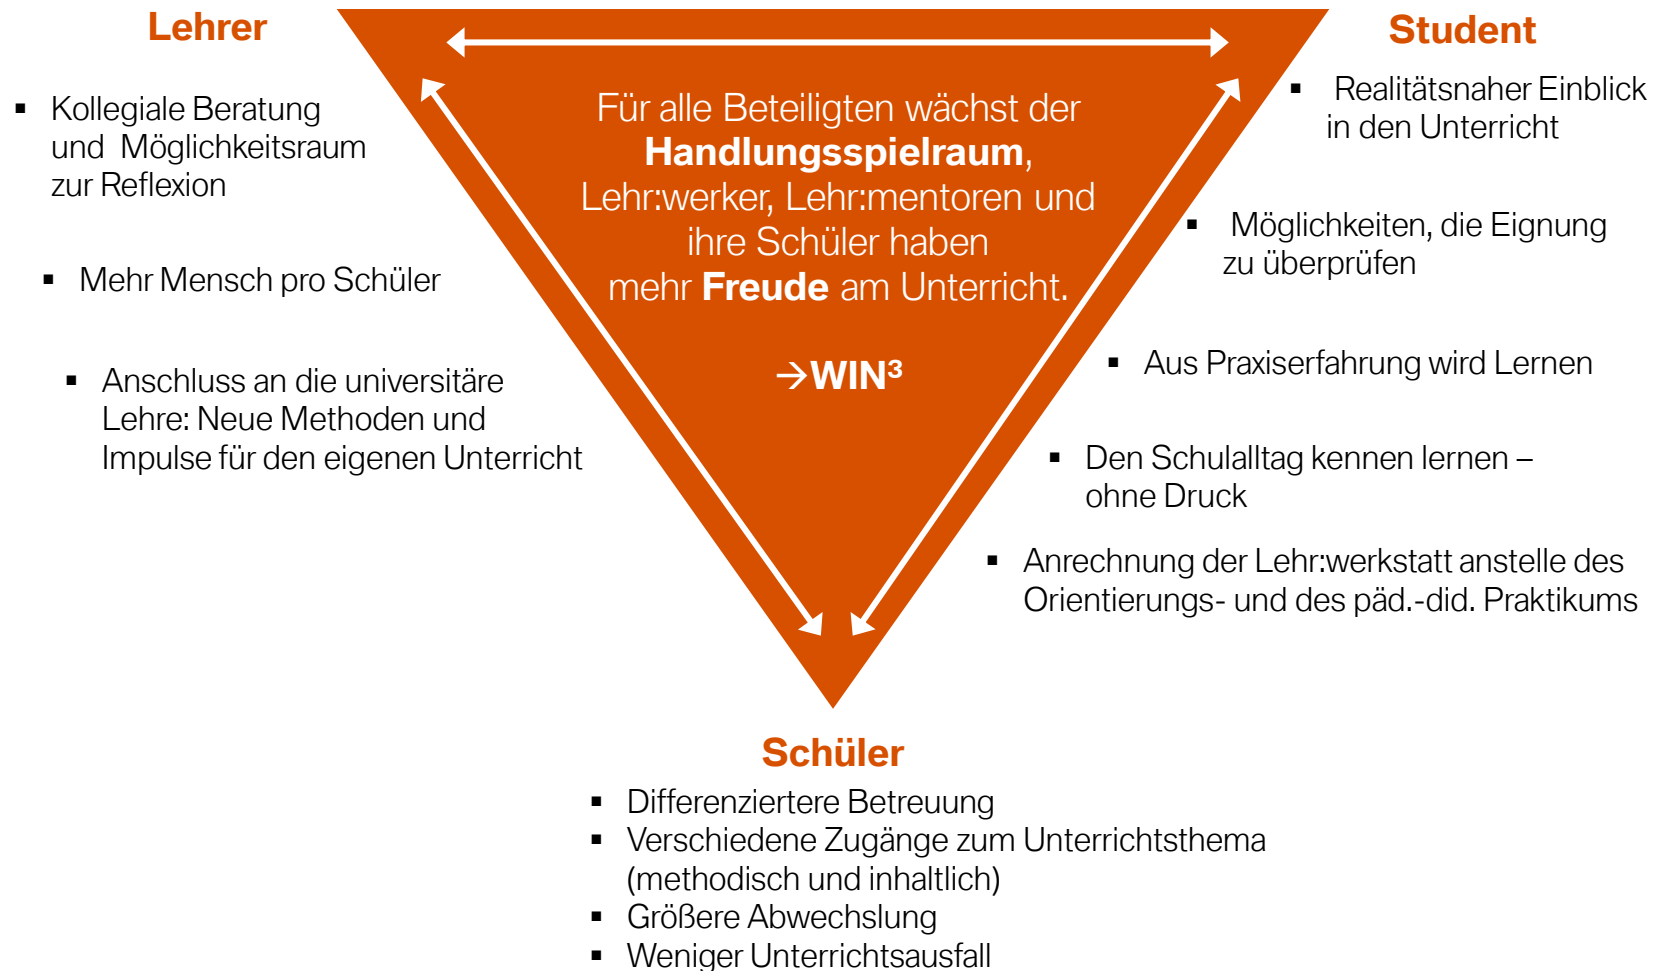 Lehrer
▪ Kollegiale Beratung
und Möglichkeitsraum
zur Reflexion
▪ Mehr Mensch pro Schüler
▪ Anschluss an die universitäre
Lehre: Neue Methoden und
Impulse für den eigenen Unterricht
Für alle Beteiligten wächst der
Handlungsspielraum,
Lehr:werker, Lehr:mentoren und
ihre Schüler haben
mehr Freude am Unterricht.
→WIN³
Student
▪ Realitätsnaher Einblick
in den Unterricht
▪ Möglichkeiten, die Eignung
zu überprüfen
▪ Aus Praxiserfahrung wird Lernen
▪ Den Schulalltag kennen lernen –
ohne Druck
▪ Anrechnung der Lehr:werkstatt anstelle des
Orientierungs- und des päd.-did. Praktikums
Schüler
▪ Differenziertere Betreuung
▪ Verschiedene Zugänge zum Unterrichtsthema
(methodisch und inhaltlich)
▪ Größere Abwechslung
▪ Weniger Unterrichtsausfall